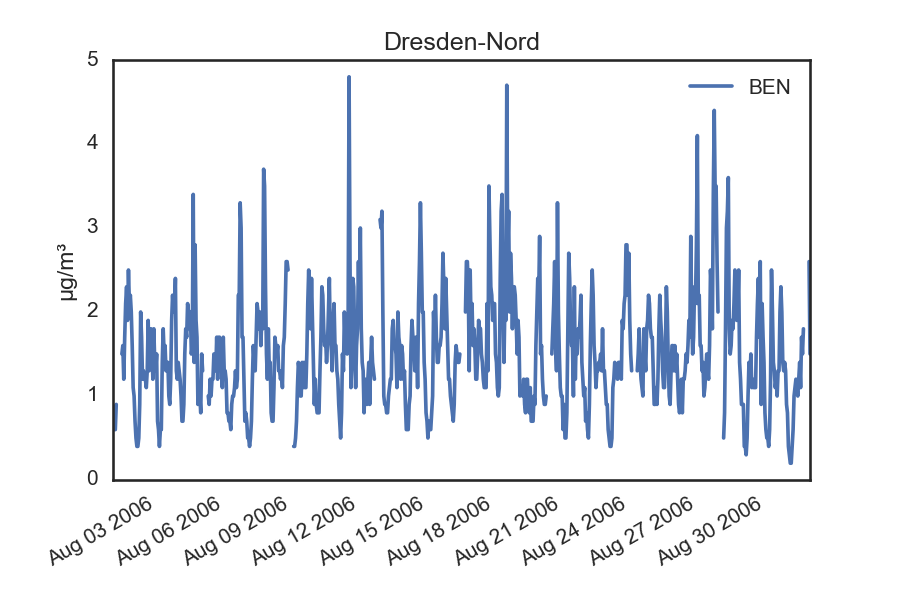 Dresden-Nord
BEN
µg/m³
5
4
3
2
1
0
Aug 03 2006
Aug 06 2006
Aug 09 2006
Aug 12 2006
Aug 15 2006
Aug 18 2006
Aug 21 2006
Aug 24 2006
Aug 27 2006
Aug 30 2006